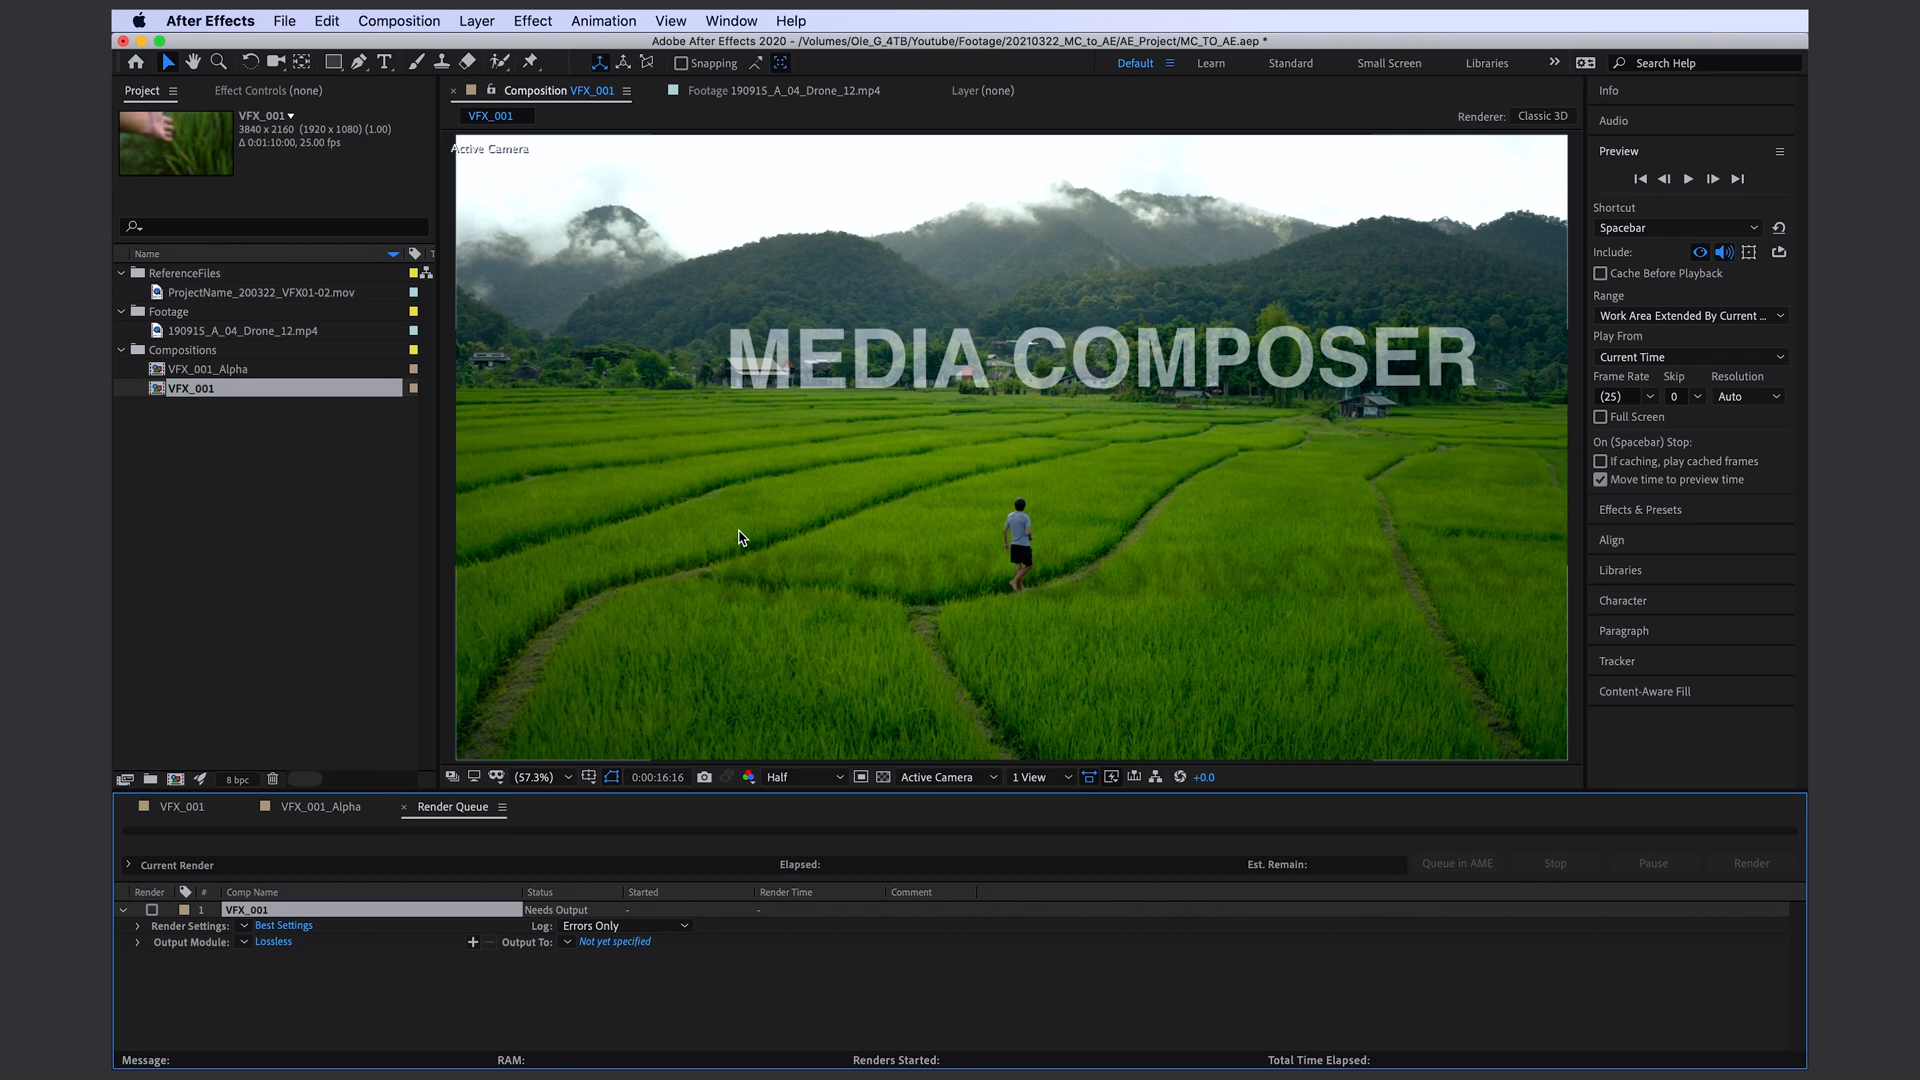 After Effects File Edit Composition Layer Effect Animation View Window Help
Adobe After Effects 2020 - /Volumes/Ole_G_4TB/Youtube/Footage/20210322_MC_to_AE/AE_Project/MC_TO_AE.aep *
Snapping
Default Learn Standard Small Screen Libraries
Search Help
Project Effect Controls (none)
VFX_001
3840 x 2160 (1920 x 1080) (1.00)
Δ 0:01:10:00, 25.00 fps
Name T
ReferenceFiles
ProjectName_200322_VFX01-02.mov
Footage
190915_A_04_Drone_12.mp4
Compositions
VFX_001_Alpha
VFX_001
8 bpc
Composition VFX_001 Footage 190915_A_04_Drone_12.mp4 Layer (none)
VFX_001 Renderer: Classic 3D
Active Camera
MEDIA COMPOSER
(57.3%) 0:00:16:16 Half Active Camera 1 View +0.0
Info
Audio
Preview
Shortcut
Spacebar
Include:
Cache Before Playback
Range
Work Area Extended By Current ...
Play From
Current Time
Frame Rate Skip Resolution
(25) 0 Auto
Full Screen
On (Spacebar) Stop:
If caching, play cached frames
Move time to preview time
Effects & Presets
Align
Libraries
Character
Paragraph
Tracker
Content-Aware Fill
VFX_001 VFX_001_Alpha Render Queue
Current Render Elapsed: Est. Remain: Queue in AME Stop Pause Render
Render # Comp Name Status Started Render Time Comment
1 VFX_001 Needs Output - -
Render Settings: Best Settings Log: Errors Only
Output Module: Lossless Output To: Not yet specified
Message: RAM: Renders Started: Total Time Elapsed: